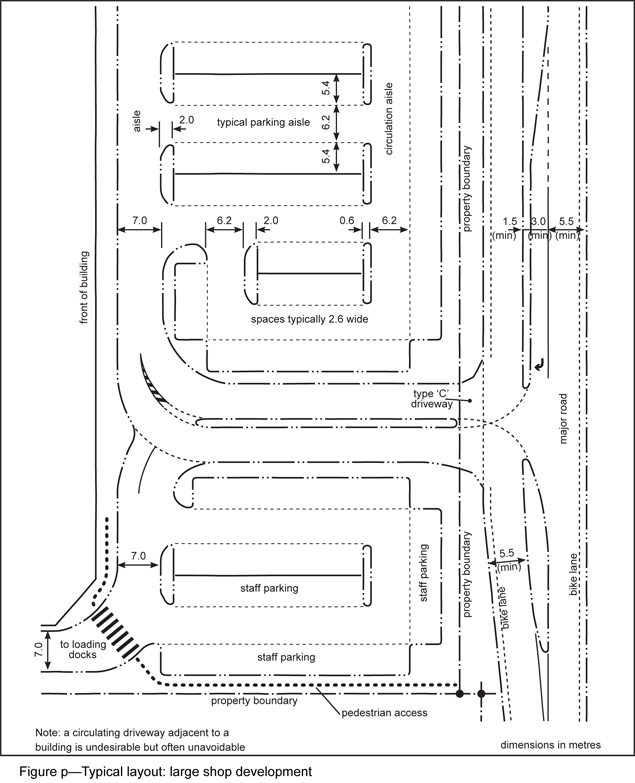 5.4
aisle
2.0
typical parking aisle
6.2
circulation aisle
5.4
property boundary
7.0
6.2
2.0
0.6
6.2
1.5
(min)
3.0
(min)
5.5
(min)
front of building
spaces typically 2.6 wide
type 'C'
driveway
major road
7.0
staff parking
staff parking
property boundary
5.5
(min)
bike lane
bike lane
7.0
to loading
docks
staff parking
property boundary
pedestrian access
Note: a circulating driveway adjacent to a
building is undesirable but often unavoidable
dimensions in metres
Figure p—Typical layout: large shop development